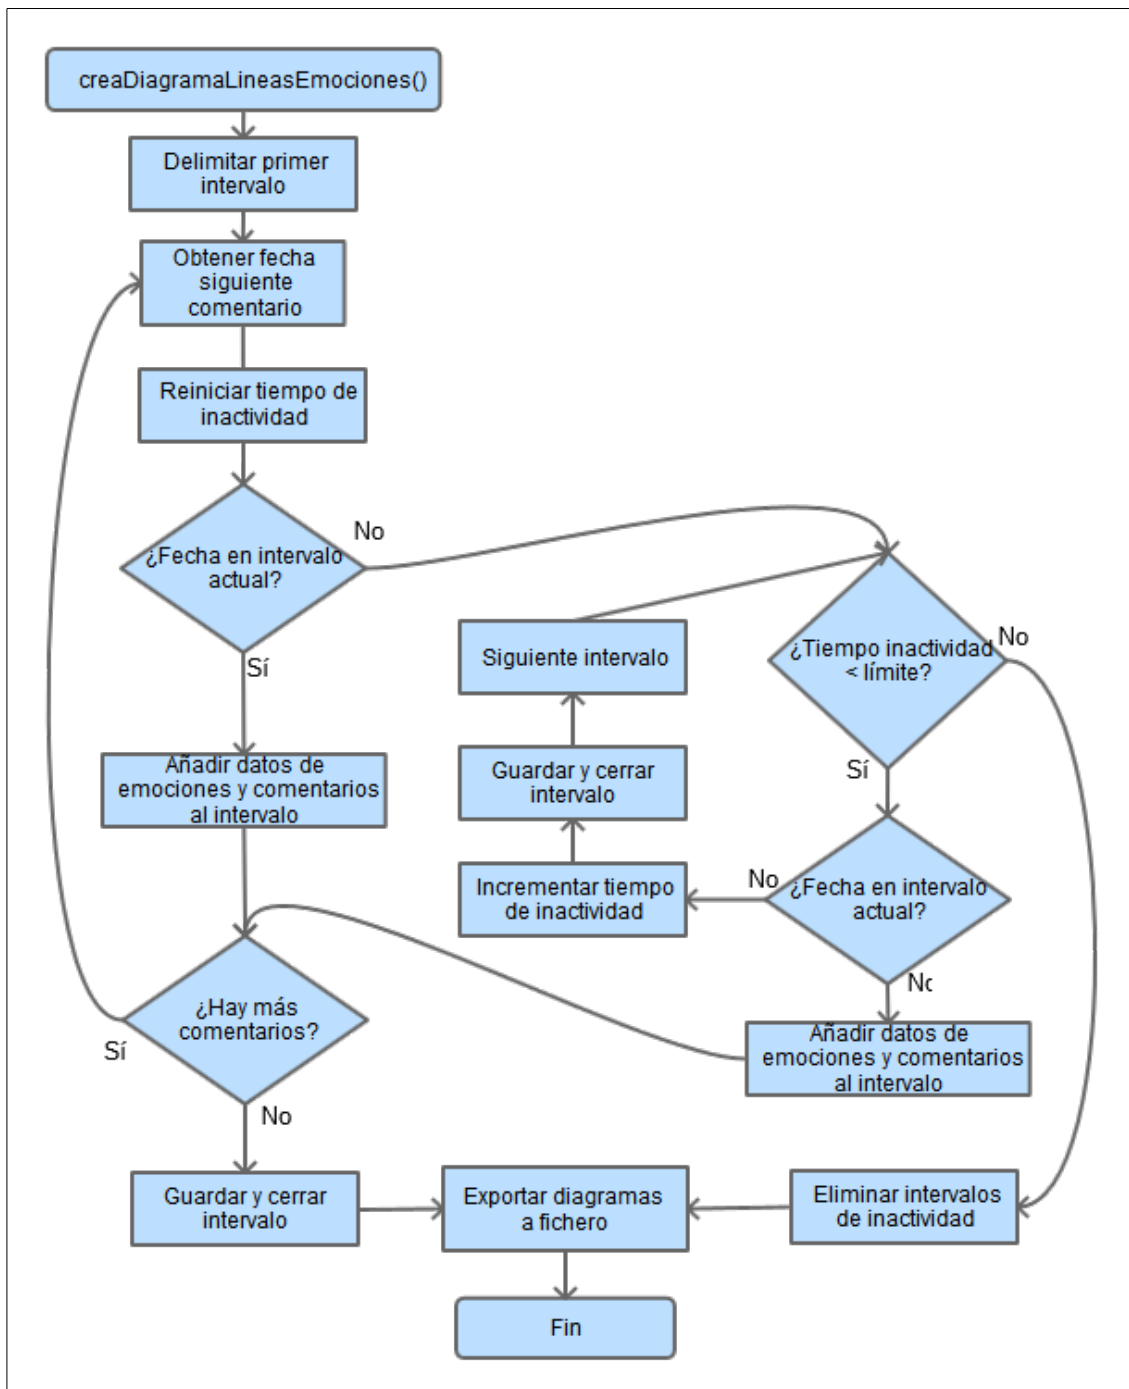 creaDiagramaLineasEmociones()
Delimitar primer
intervalo
Obtener fecha
siguiente
comentario
Reiniciar tiempo de
inactividad
¿Fecha en intervalo
actual?
No
Sí
Añadir datos de
emociones y comentarios
al intervalo
¿Hay más
comentarios?
Sí
No
Guardar y cerrar
intervalo
¿Tiempo inactividad
< límite?
No
Sí
¿Fecha en intervalo
actual?
No
Incrementar tiempo
de inactividad
Guardar y cerrar
intervalo
Siguiente intervalo
No
Añadir datos de
emociones y comentarios
al intervalo
Eliminar intervalos
de inactividad
Exportar diagramas
a fichero
Fin